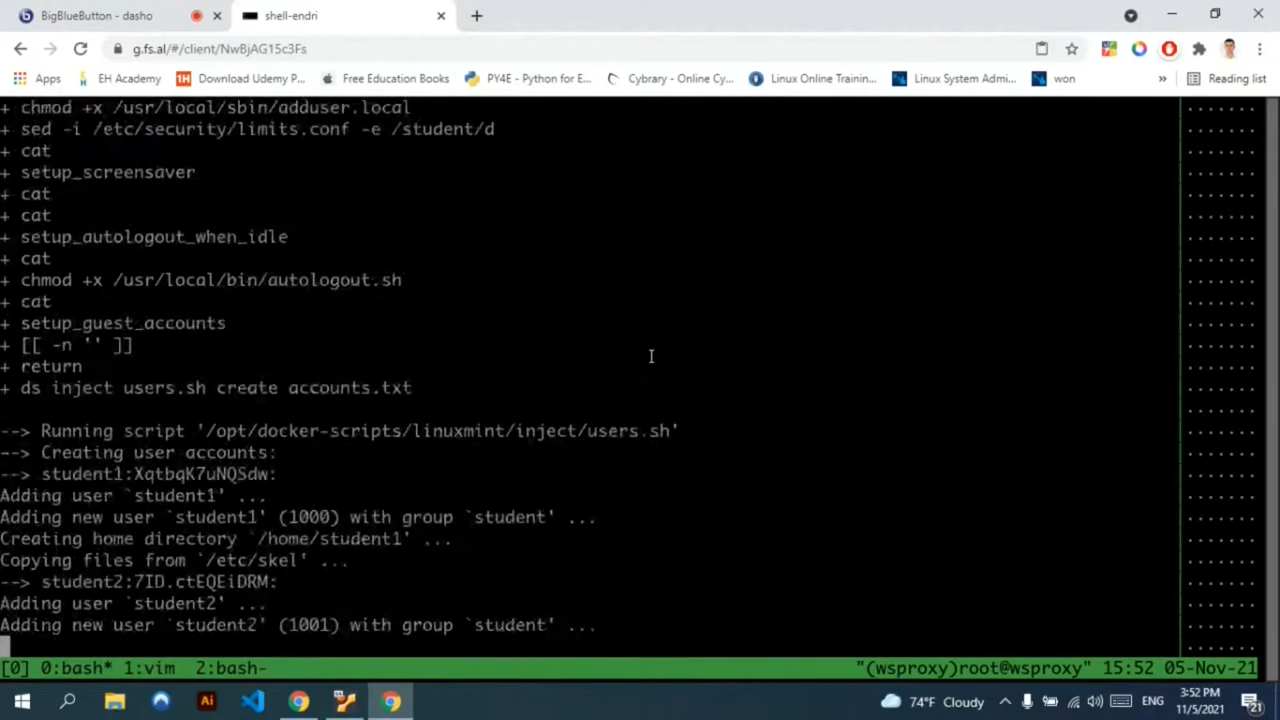 BigBlueButton - dasho
shell-endri
g.fs.al/#/client/NwBjAG15c3Fs
Apps EH Academy Download Udemy P... Free Education Books PY4E - Python for E... Cybrary - Online Cy... Linux Online Trainin... Linux System Admi... won » Reading list
+ chmod +x /usr/local/sbin/adduser.local
+ sed -i /etc/security/limits.conf -e /student/d
+ cat
+ setup_screensaver
+ cat
+ cat
+ setup_autologout_when_idle
+ cat
+ chmod +x /usr/local/bin/autologout.sh
+ cat
+ setup_guest_accounts
+ [[ -n '' ]]
+ return
+ ds inject users.sh create accounts.txt
--> Running script '/opt/docker-scripts/linuxmint/inject/users.sh'
--> Creating user accounts:
--> student1:XqtbqK7uNQSdw:
Adding user `student1' ...
Adding new user `student1' (1000) with group `student' ...
Creating home directory `/home/student1' ...
Copying files from `/etc/skel' ...
--> student2:7ID.ctEQEiDRM:
Adding user `student2' ...
Adding new user `student2' (1001) with group `student' ...
[0] 0:bash* 1:vim 2:bash- "(wsproxy)root@wsproxy" 15:52 05-Nov-21
Ai 74°F Cloudy ENG 3:52 PM
11/5/2021 21